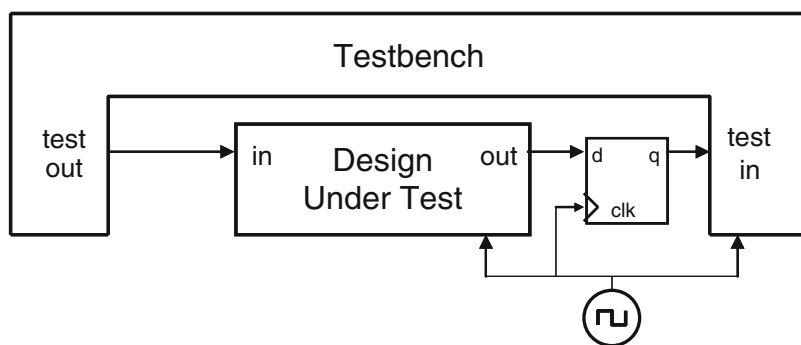 Testbench
test
out
in
Design
Under Test
out
d
q
clk
test
in